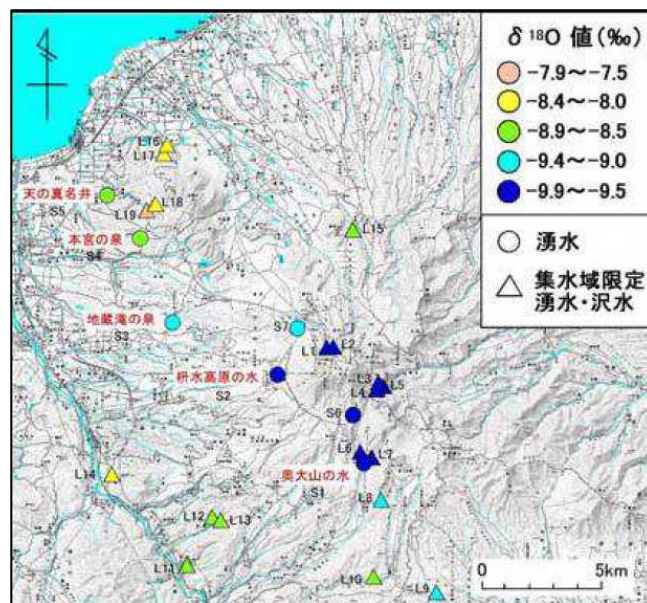 δ ¹⁸O 値(‰)
-7.9~-7.5
-8.4~-8.0
-8.9~-8.5
-9.4~-9.0
-9.9~-9.5
湧水
集水域限定
湧水・沢水
L16
L17
天の真名井
S5
L18
L19
本宮の泉
S4
L15
地蔵滝の泉
S3
S7
L1
L2
桝水高原の水
S2
L3
L4
L5
S6
L6
L7
奥大山の水
S1
L8
L14
L12
L13
L11
L10
L9
0
5km